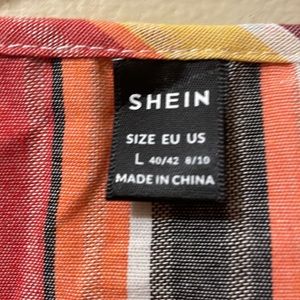 SHEIN
SIZE EU US
L 40/42 8/10
MADE IN CHINA